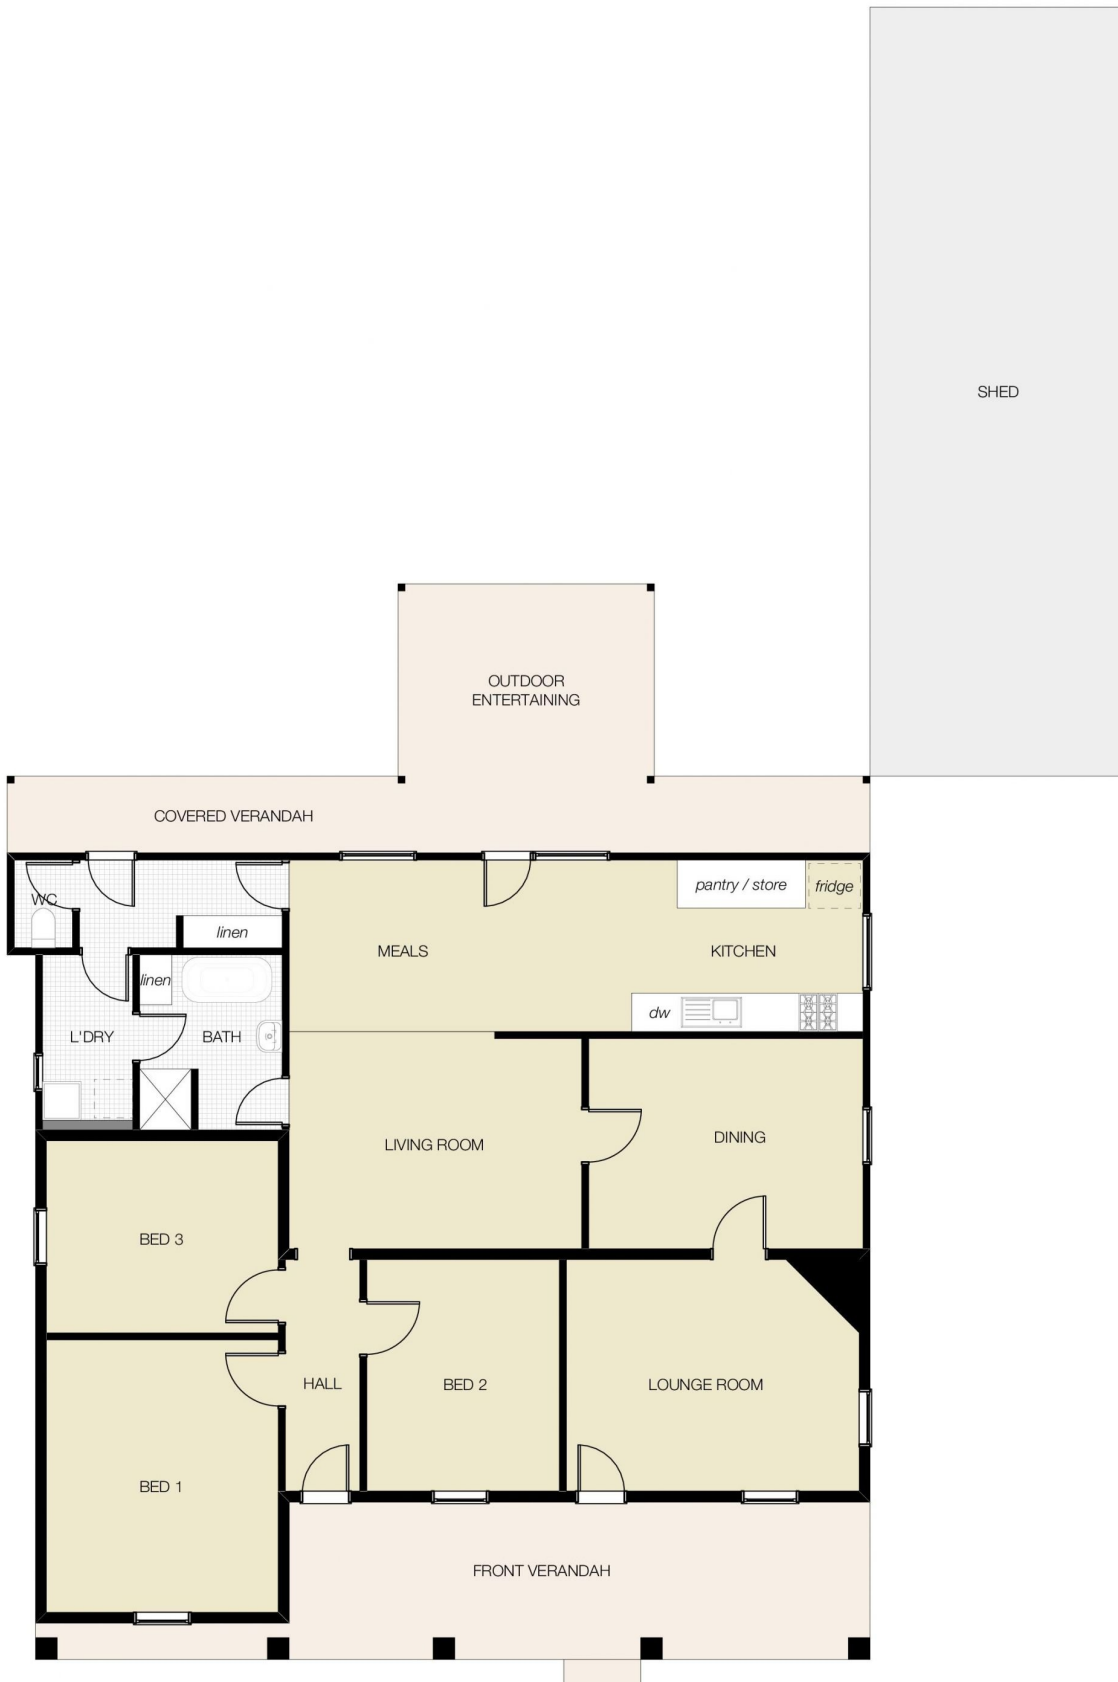 SHED
OUTDOOR
ENTERTAINING
COVERED VERANDAH
WC
pantry / store
fridge
linen
MEALS
KITCHEN
linen
dw
L'DRY
BATH
DINING
LIVING ROOM
BED 3
HALL
BED 2
LOUNGE ROOM
BED 1
FRONT VERANDAH